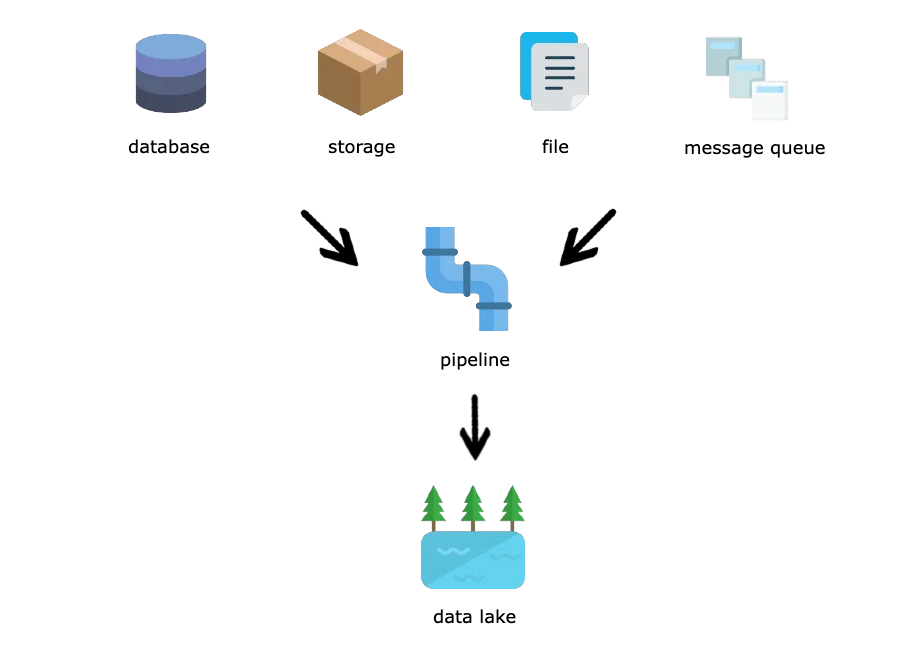 database
storage
file
message queue
pipeline
data lake